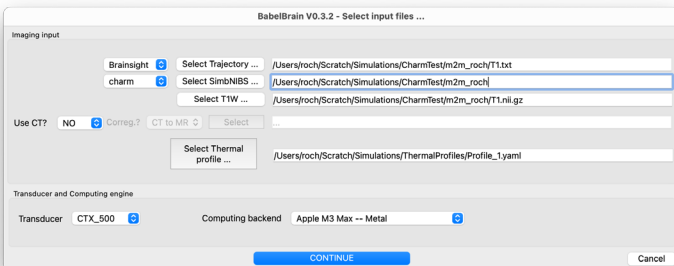 BabelBrain V0.3.2 - Select input files ...
Imaging input
Brainsight Select Trajectory ... /Users/roch/Scratch/Simulations/CharmTest/m2m_roch/T1.txt
charm Select SimbNIBS ... /Users/roch/Scratch/Simulations/CharmTest/m2m_roch
Select T1W ... /Users/roch/Scratch/Simulations/CharmTest/m2m_roch/T1.nii.gz
Use CT? NO Correg.? CT to MR Select ...
Select Thermal
profile ... /Users/roch/Scratch/Simulations/ThermalProfiles/Profile_1.yaml
Transducer and Computing engine
Transducer CTX_500 Computing backend Apple M3 Max -- Metal
CONTINUE Cancel